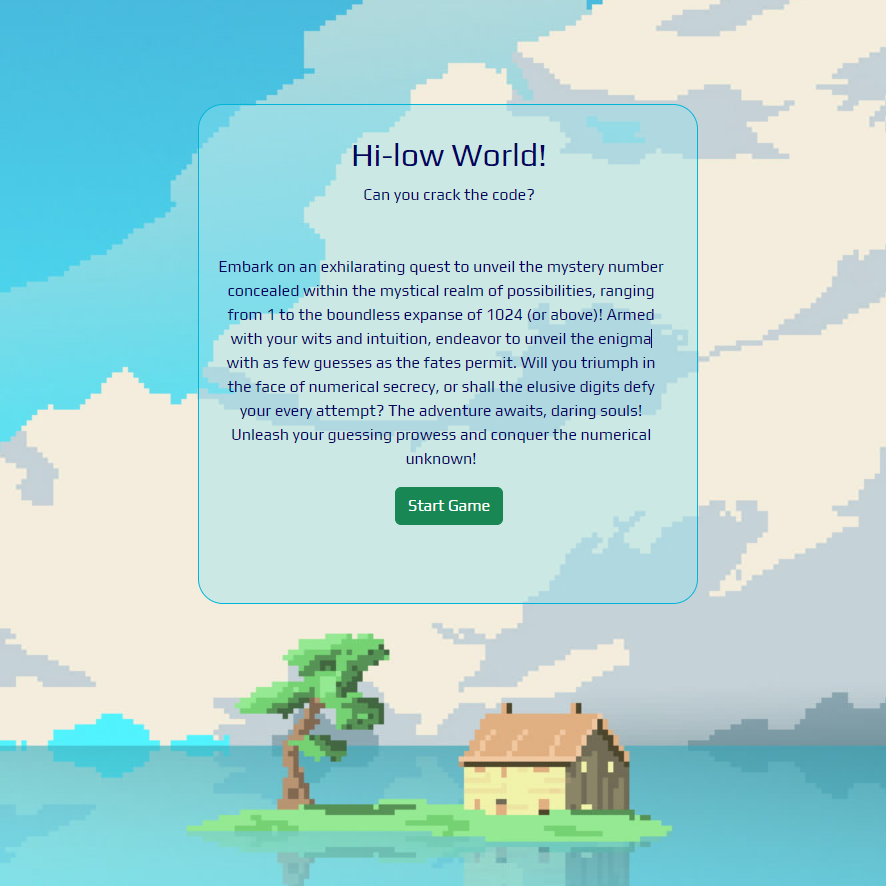 Hi-low World!
Can you crack the code?
Embark on an exhilarating quest to unveil the mystery number
concealed within the mystical realm of possibilities, ranging
from 1 to the boundless expanse of 1024 (or above)! Armed
with your wits and intuition, endeavor to unveil the enigma
with as few guesses as the fates permit. Will you triumph in
the face of numerical secrecy, or shall the elusive digits defy
your every attempt? The adventure awaits, daring souls!
Unleash your guessing prowess and conquer the numerical
unknown!
Start Game